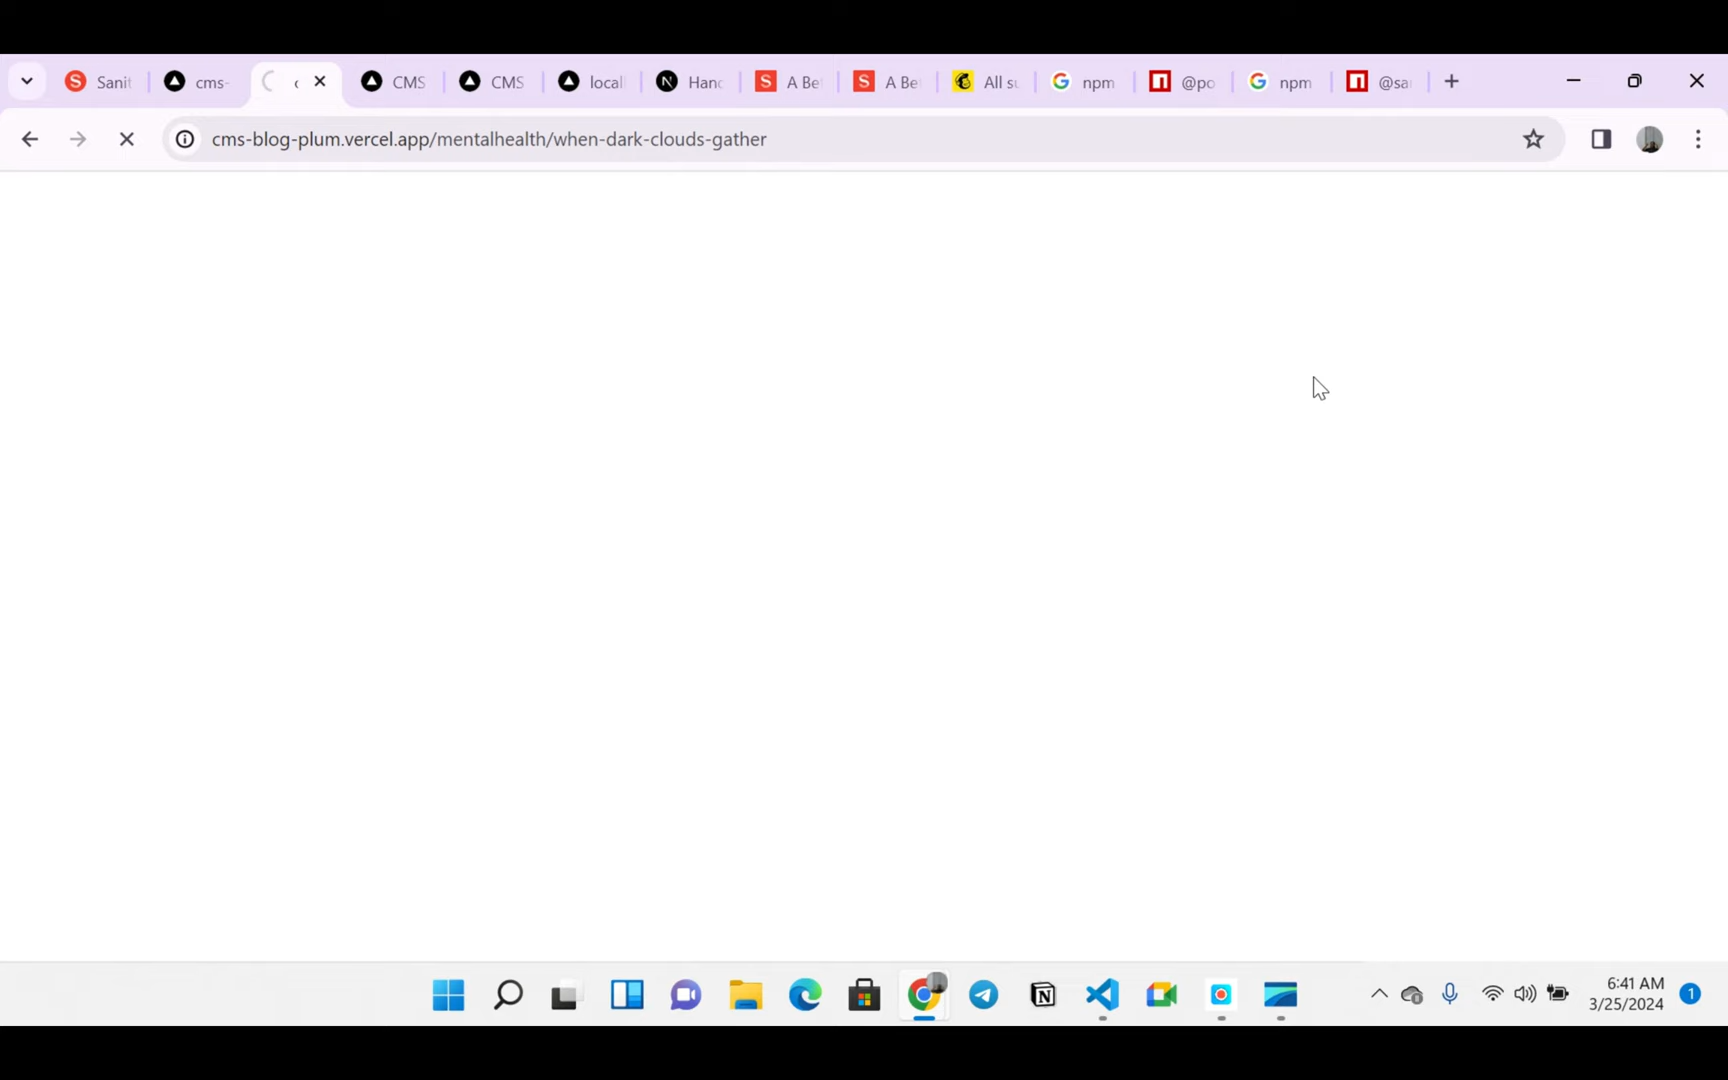 Sanit
cms-
CMS
CMS
local
Hand
A Be
A Be
All su
npm
@po
npm
@sa
cms-blog-plum.vercel.app/mentalhealth/when-dark-clouds-gather
6:41 AM
3/25/2024
1